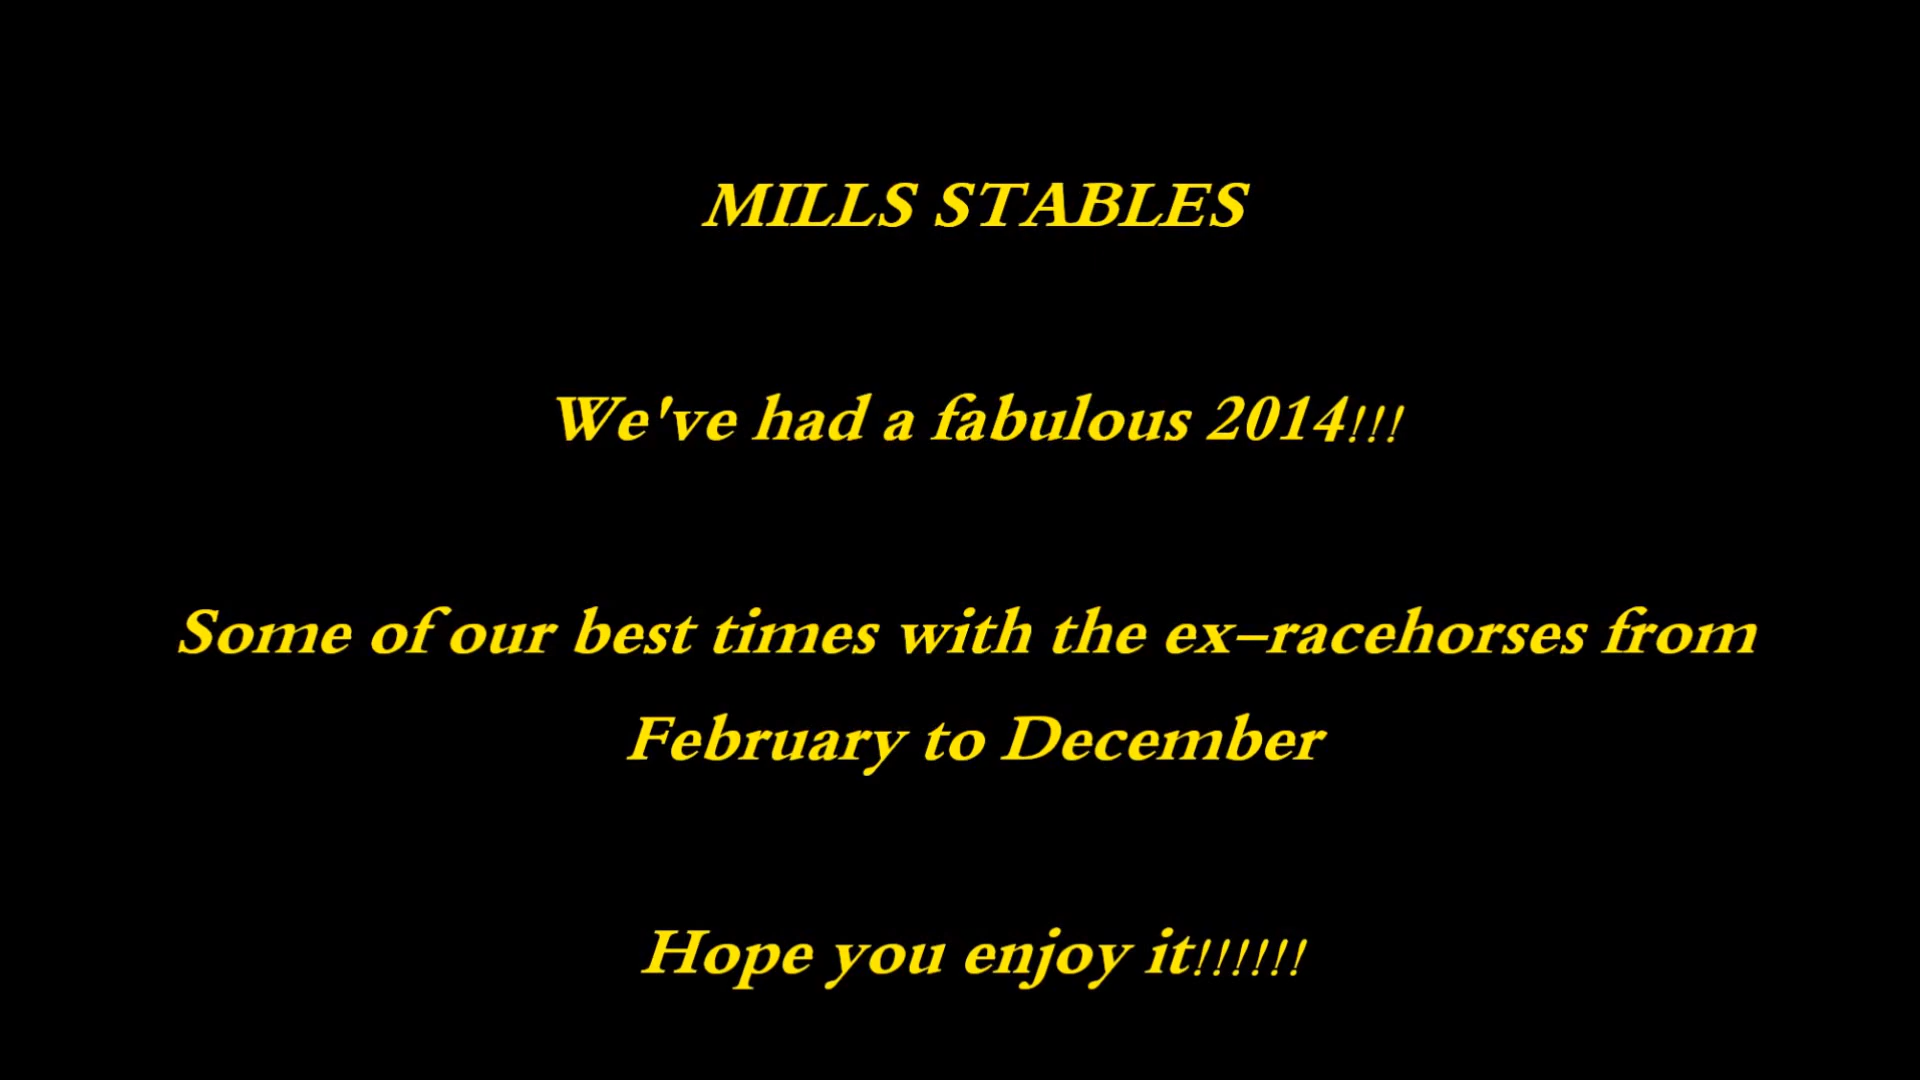 MILLS STABLES
We've had a fabulous 2014!!!
Some of our best times with the ex–racehorses from
February to December
Hope you enjoy it!!!!!!